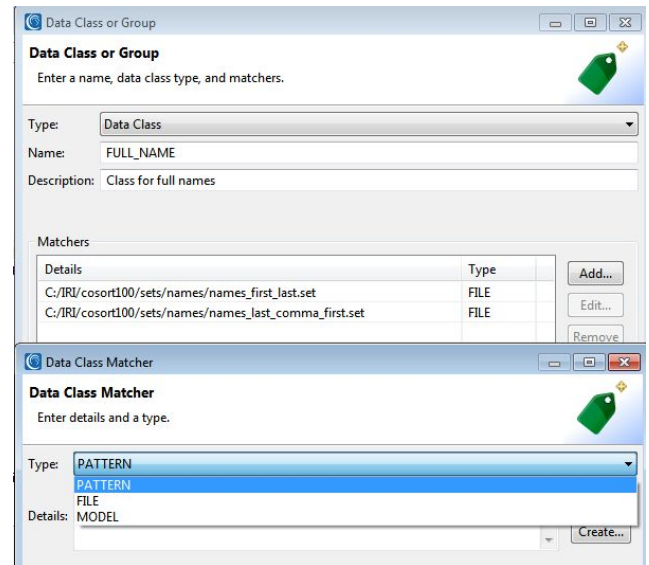 Data Class or Group
Data Class or Group
Enter a name, data class type, and matchers.
Type: Data Class
Name: FULL_NAME
Description: Class for full names
Matchers
Details Type
Add...
C:/IRI/cosort100/sets/names/names_first_last.set FILE
C:/IRI/cosort100/sets/names/names_last_comma_first.set FILE
Edit...
Remove
Data Class Matcher
Data Class Matcher
Enter details and a type.
Type: PATTERN
PATTERN
FILE
Details: MODEL
Create...